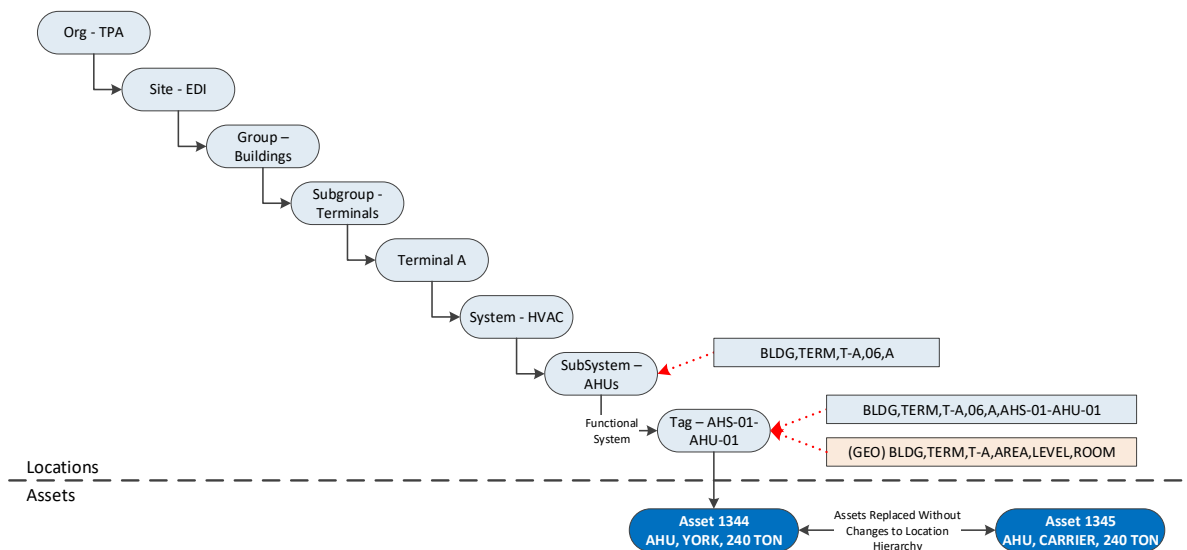 Org - TPA
Site - EDI
Group –
Buildings
Subgroup -
Terminals
Terminal A
System - HVAC
SubSystem –
AHUs
BLDG,TERM,T-A,06,A
Functional
System
Tag – AHS-01-
AHU-01
BLDG,TERM,T-A,06,A,AHS-01-AHU-01
(GEO) BLDG,TERM,T-A,AREA,LEVEL,ROOM
Locations
Assets
Asset 1344
AHU, YORK, 240 TON
Assets Replaced Without
Changes to Location
Hierarchy
Asset 1345
AHU, CARRIER, 240 TON